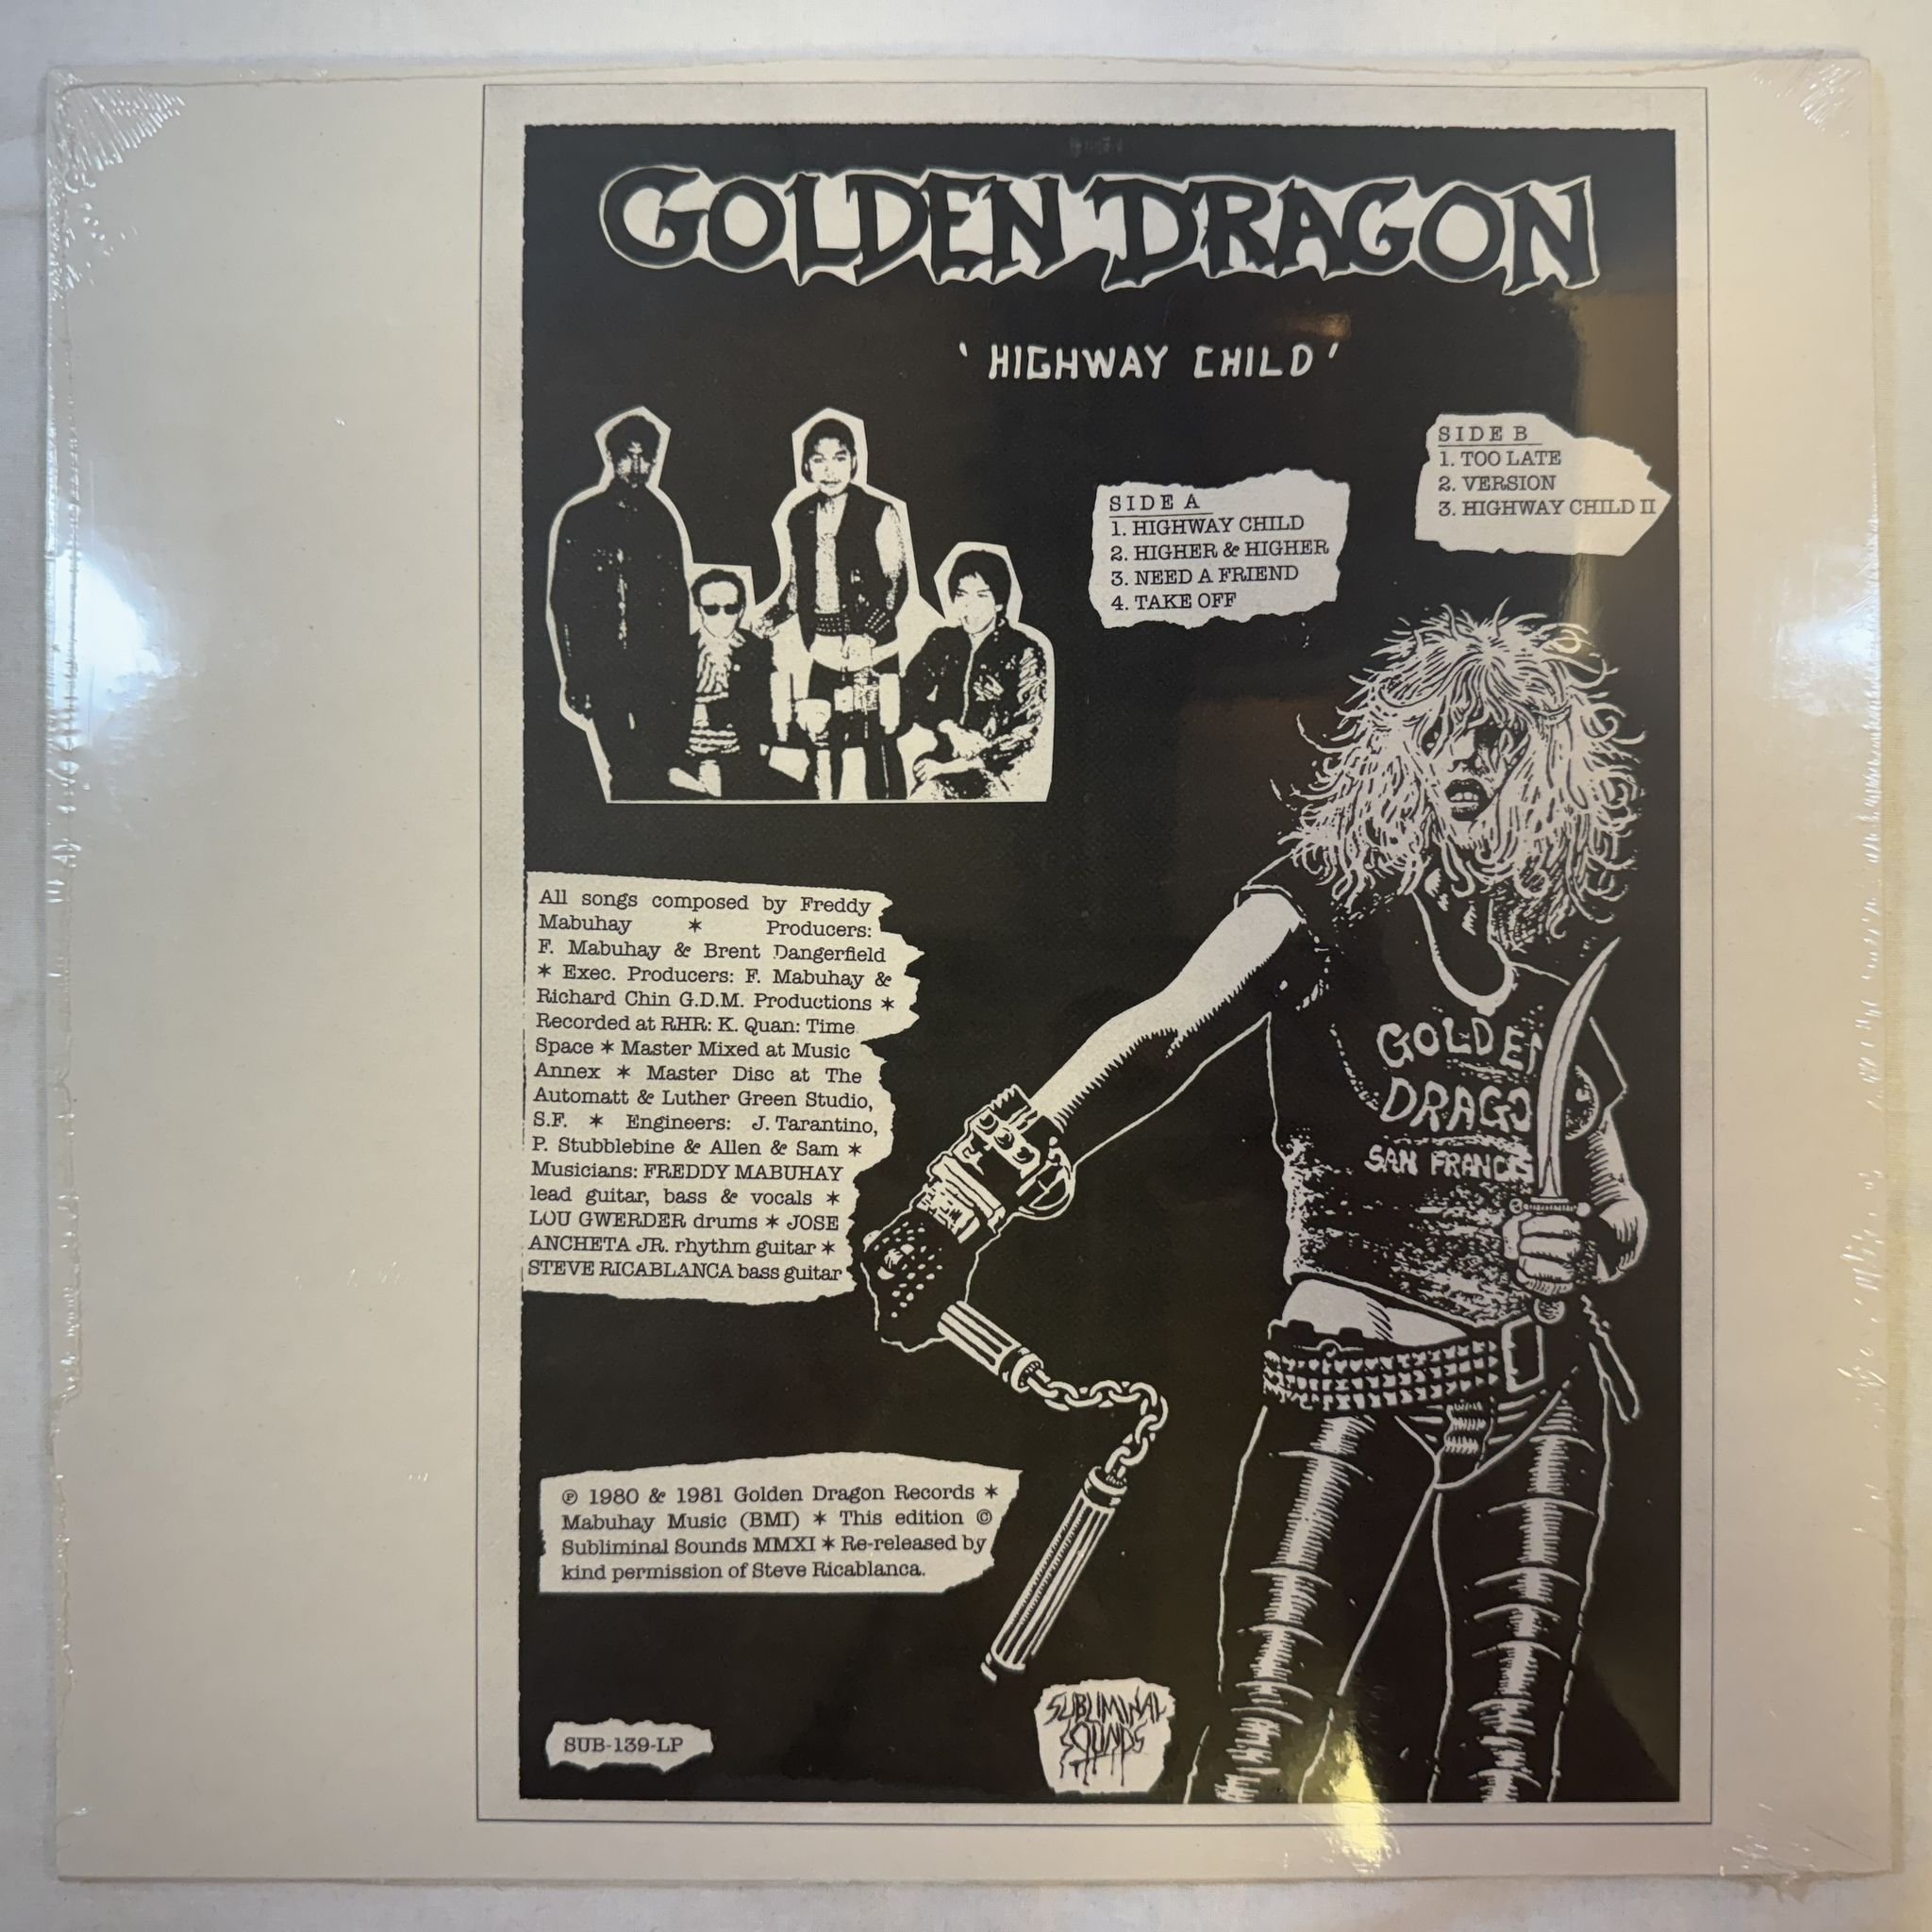 GOLDEN DRAGON
'HIGHWAY CHILD'
SIDE A
1. HIGHWAY CHILD
2. HIGHER & HIGHER
3. NEED A FRIEND
4. TAKE OFF
SIDE B
1. TOO LATE
2. VERSION
3. HIGHWAY CHILD II
All songs composed by Freddy
Mabuhay ✶ Producers:
F. Mabuhay & Brent Dangerfield
✶ Exec. Producers: F. Mabuhay &
Richard Chin G.D.M. Productions ✶
Recorded at RHR: K. Quan: Time
Space ✶ Master Mixed at Music
Annex ✶ Master Disc at The
Automatt & Luther Green Studio,
S.F. ✶ Engineers: J. Tarantino,
P. Stubblebine & Allen & Sam ✶
Musicians: FREDDY MABUHAY
lead guitar, bass & vocals ✶
LOU GWERDER drums ✶ JOSE
ANCHETA JR. rhythm guitar ✶
STEVE RICABLANCA bass guitar
GOLDEN
DRAGO
SAN FRANCIS
℗ 1980 & 1981 Golden Dragon Records ✶
Mabuhay Music (BMI) ✶ This edition ©
Subliminal Sounds MMXI ✶ Re-released by
kind permission of Steve Ricablanca.
SUB-139-LP
SUBLIMINAL
SOUNDS